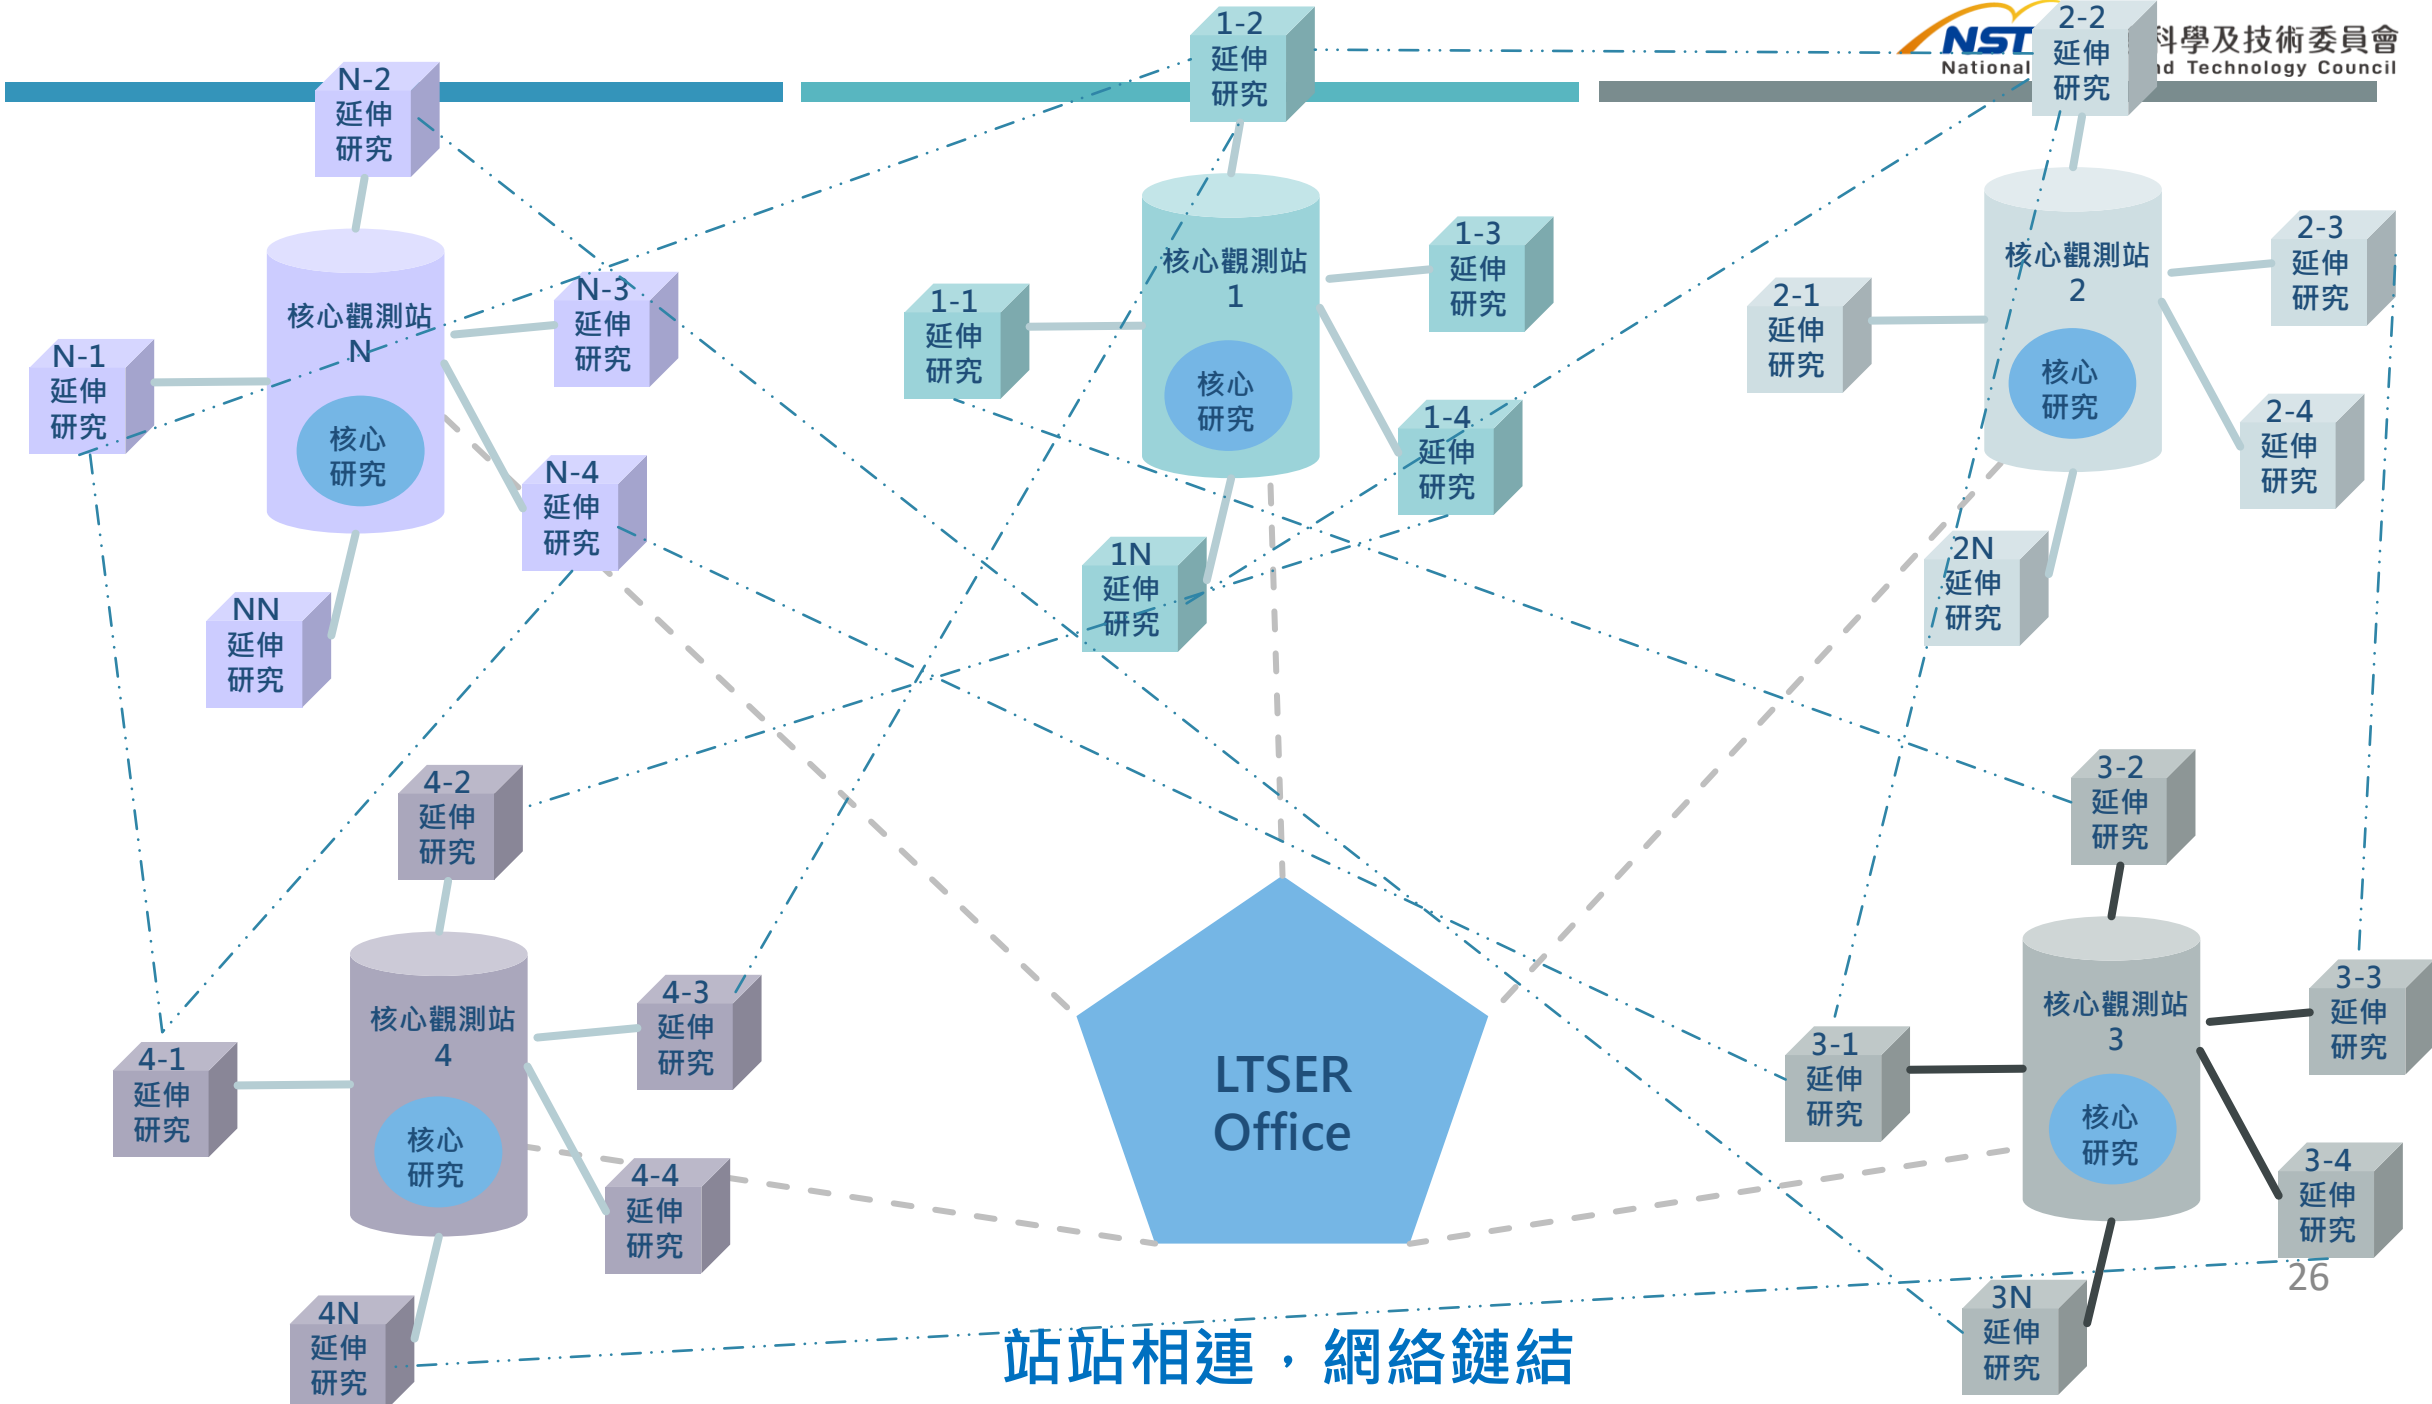 NST
科學及技術委員會
National
nd Technology Council
N-2
延伸
研究
1-2
延伸
研究
2-2
延伸
研究
核心觀測站
N
核心
研究
N-1
延伸
研究
N-3
延伸
研究
N-4
延伸
研究
NN
延伸
研究
核心觀測站
1
核心
研究
1-1
延伸
研究
1-3
延伸
研究
1-4
延伸
研究
1N
延伸
研究
核心觀測站
2
核心
研究
2-1
延伸
研究
2-3
延伸
研究
2-4
延伸
研究
2N
延伸
研究
4-2
延伸
研究
核心觀測站
4
核心
研究
4-1
延伸
研究
4-3
延伸
研究
4-4
延伸
研究
4N
延伸
研究
LTSER
Office
3-2
延伸
研究
核心觀測站
3
核心
研究
3-1
延伸
研究
3-3
延伸
研究
3-4
延伸
研究
3N
延伸
研究
26
站站相連，網絡鏈結